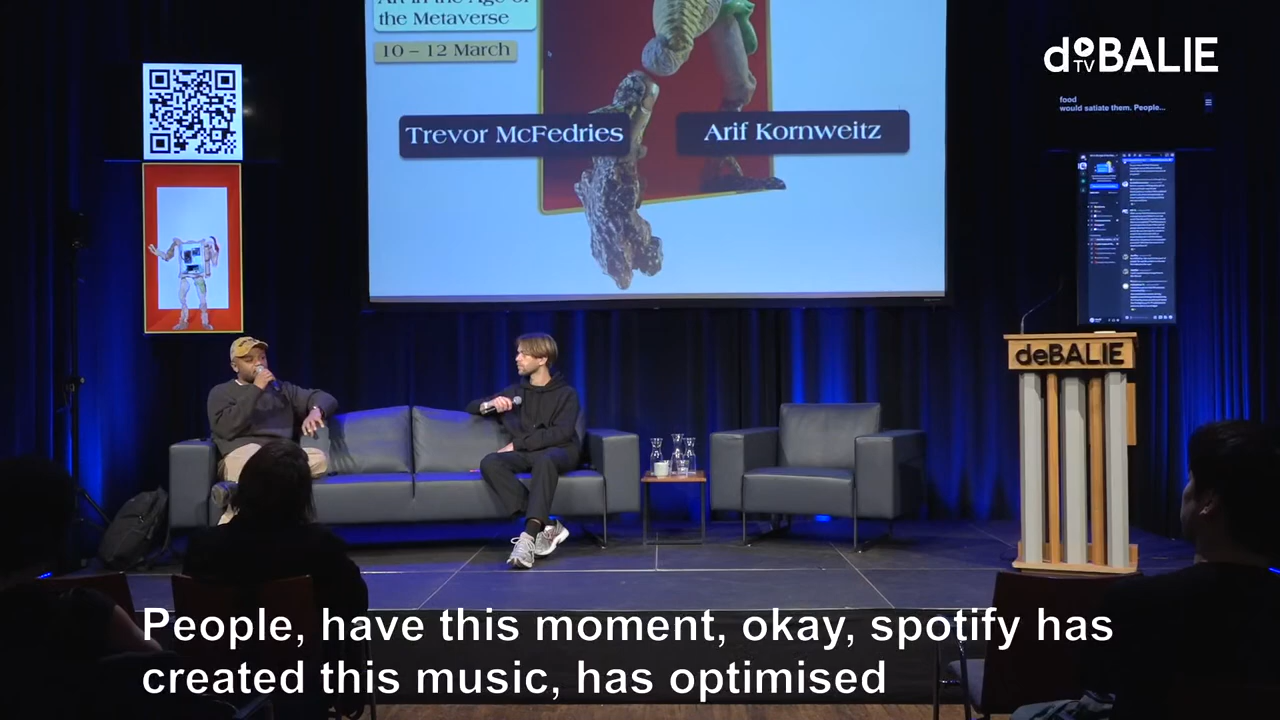 Art in the Age of
the Metaverse
10 – 12 March
Trevor McFedries
Arif Kornweitz
doBALIE
TV
food
would satiate them. People...
deBALIE
People, have this moment, okay, spotify has
created this music, has optimised